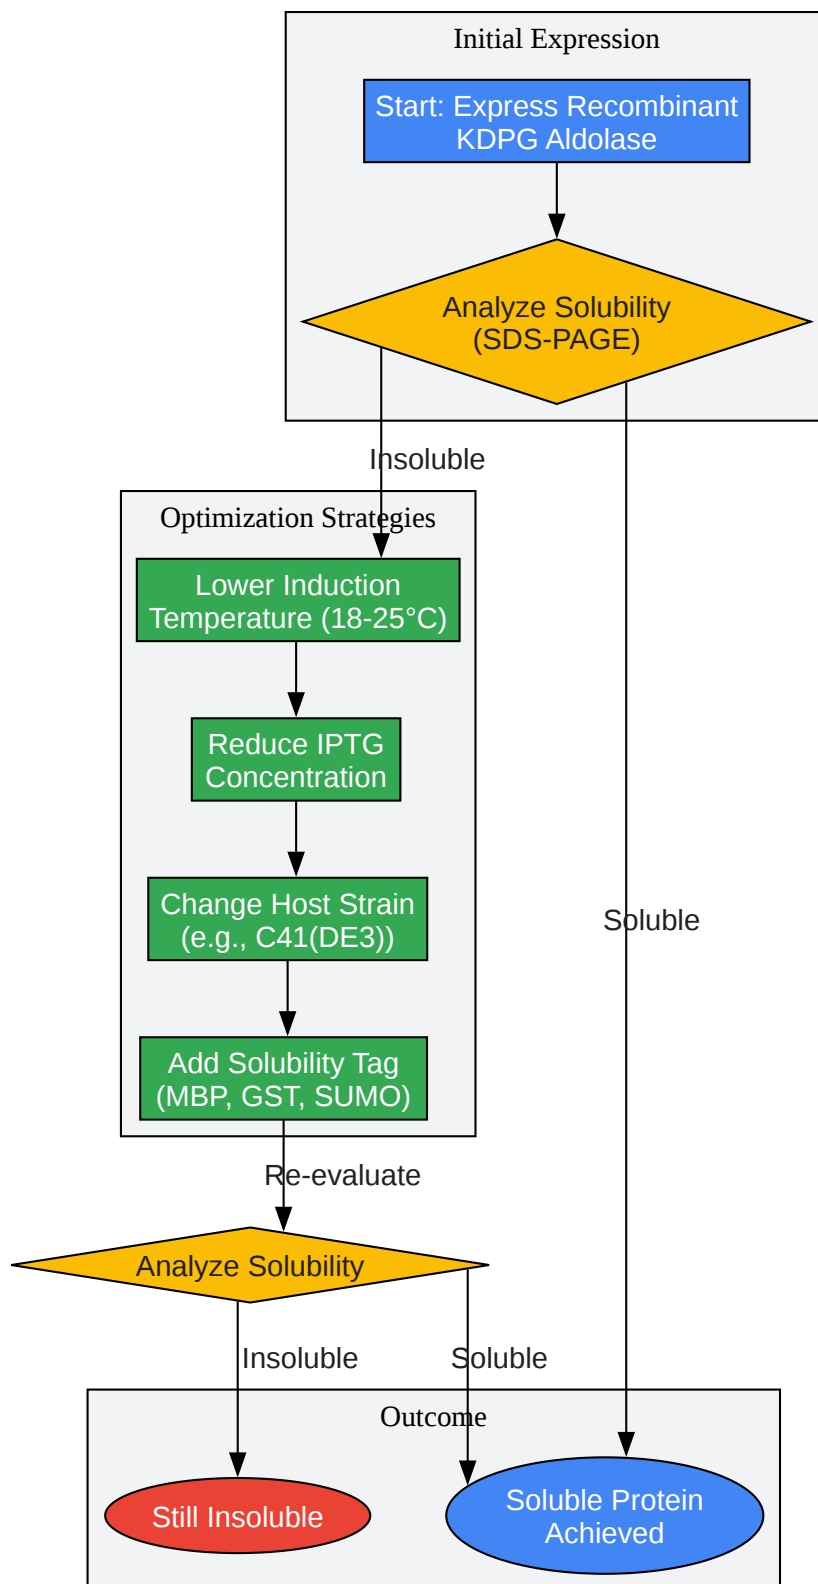 Initial Expression
Start: Express Recombinant
KDPG Aldolase
Analyze Solubility
(SDS-PAGE)
Insoluble
Optimization Strategies
Lower Induction
Temperature (18-25°C)
Reduce IPTG
Concentration
Change Host Strain
(e.g., C41(DE3))
Soluble
Add Solubility Tag
(MBP, GST, SUMO)
Re-evaluate
Analyze Solubility
Insoluble
Soluble
Outcome
Still Insoluble
Soluble Protein
Achieved